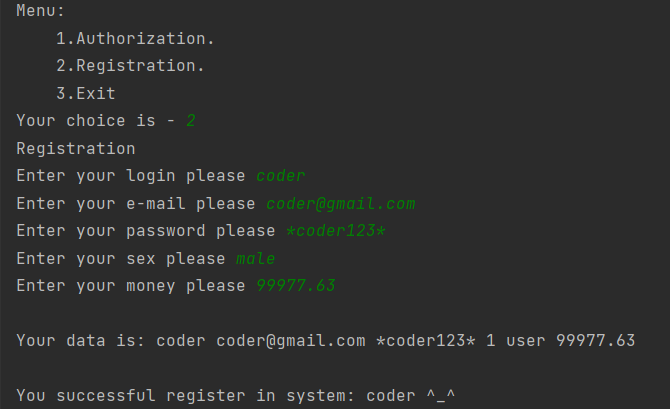 Menu:
1.Authorization.
2.Registration.
3.Exit
Your choice is - 2
Registration
Enter your login please coder
Enter your e-mail please coder@gmail.com
Enter your password please *coder123*
Enter your sex please male
Enter your money please 99977.63
Your data is: coder coder@gmail.com *coder123* 1 user 99977.63
You successful register in system: coder ^_^